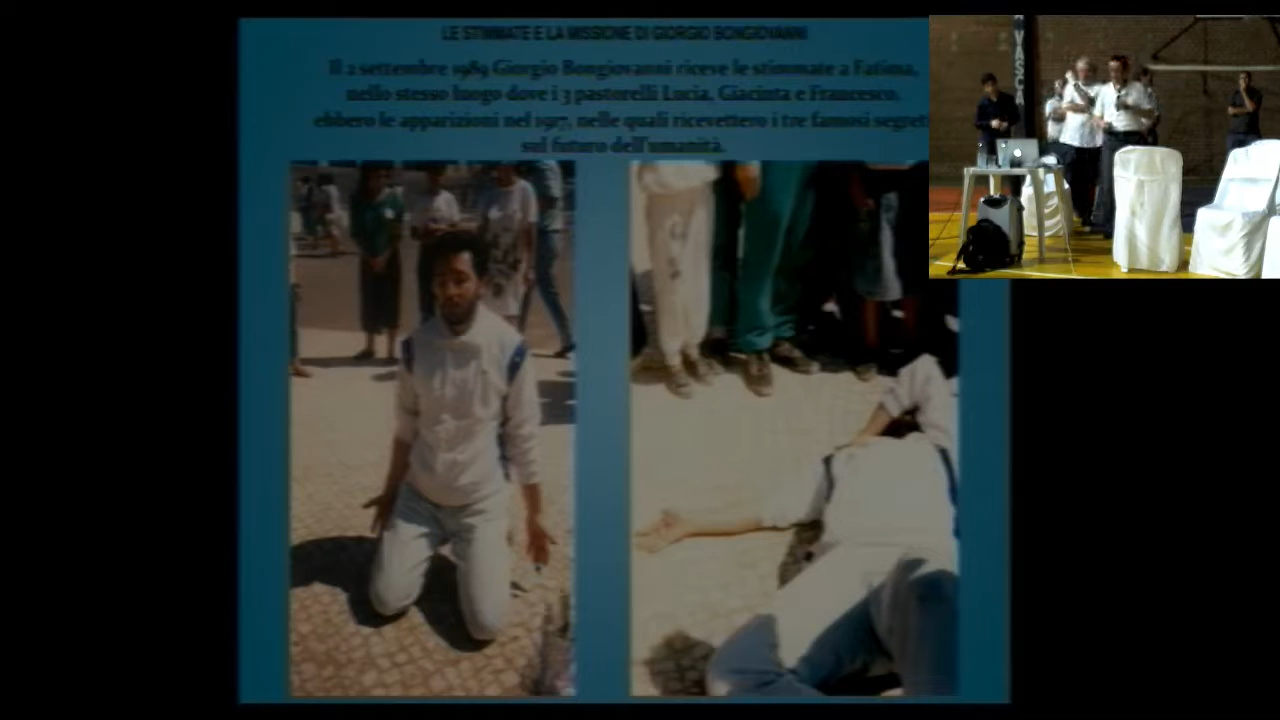 LE STIMMATE E LA MISSIONE DI GIORGIO BONGIOVANNI
Il 2 settembre 1989 Giorgio Bongiovanni riceve le stimmate a Fatima,
nello stesso luogo dove i 3 pastorelli Lucia, Giacinta e Francesco,
ebbero le apparizioni nel 1917, nelle quali ricevettero i tre famosi segret
sul futuro dell'umanità.